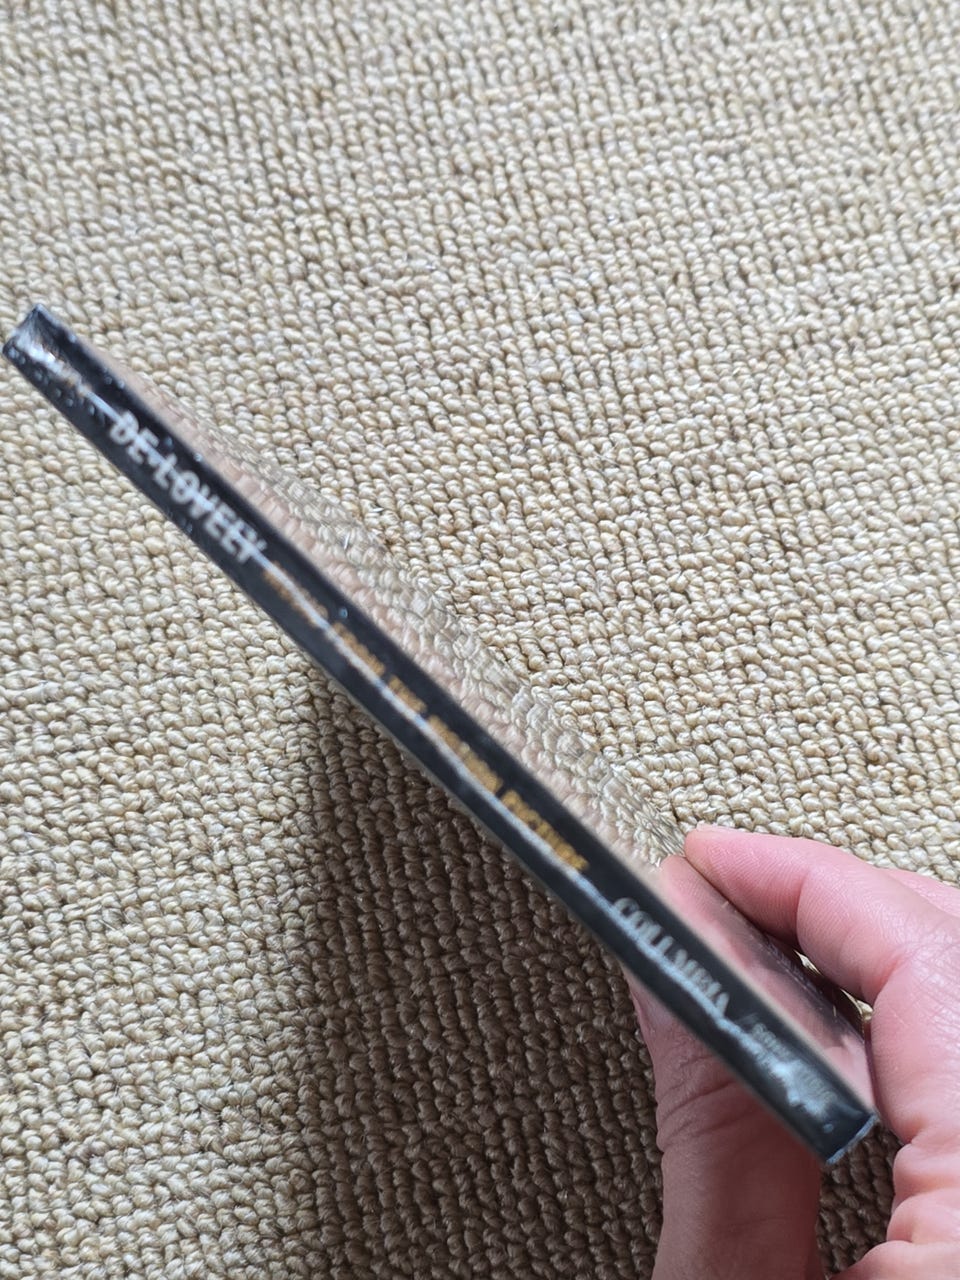 DE-LOVELY
MUSIC FROM THE MOTION PICTURE
COLUMBIA